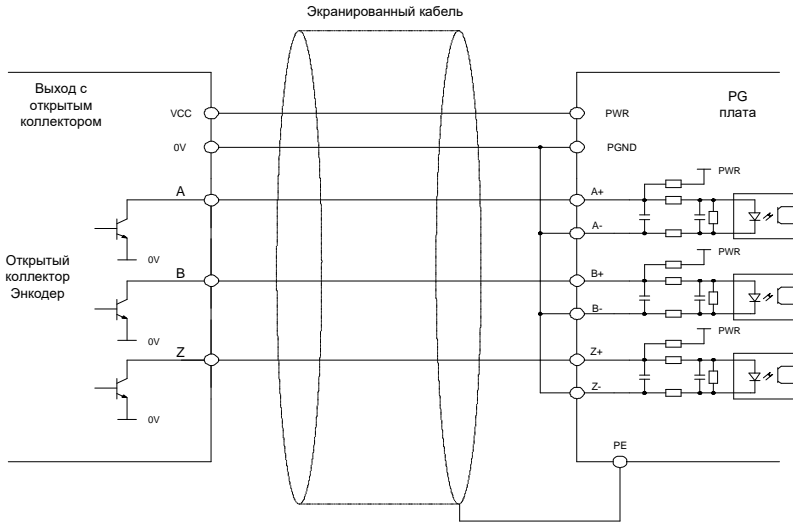 Экранированный кабель
Выход с
открытым
коллектором
VCC
0V
A
0V
Открытый
коллектор
Энкодер
B
0V
Z
0V
PG
плата
PWR
PGND
PWR
A+
A-
PWR
B+
B-
PWR
Z+
Z-
PE